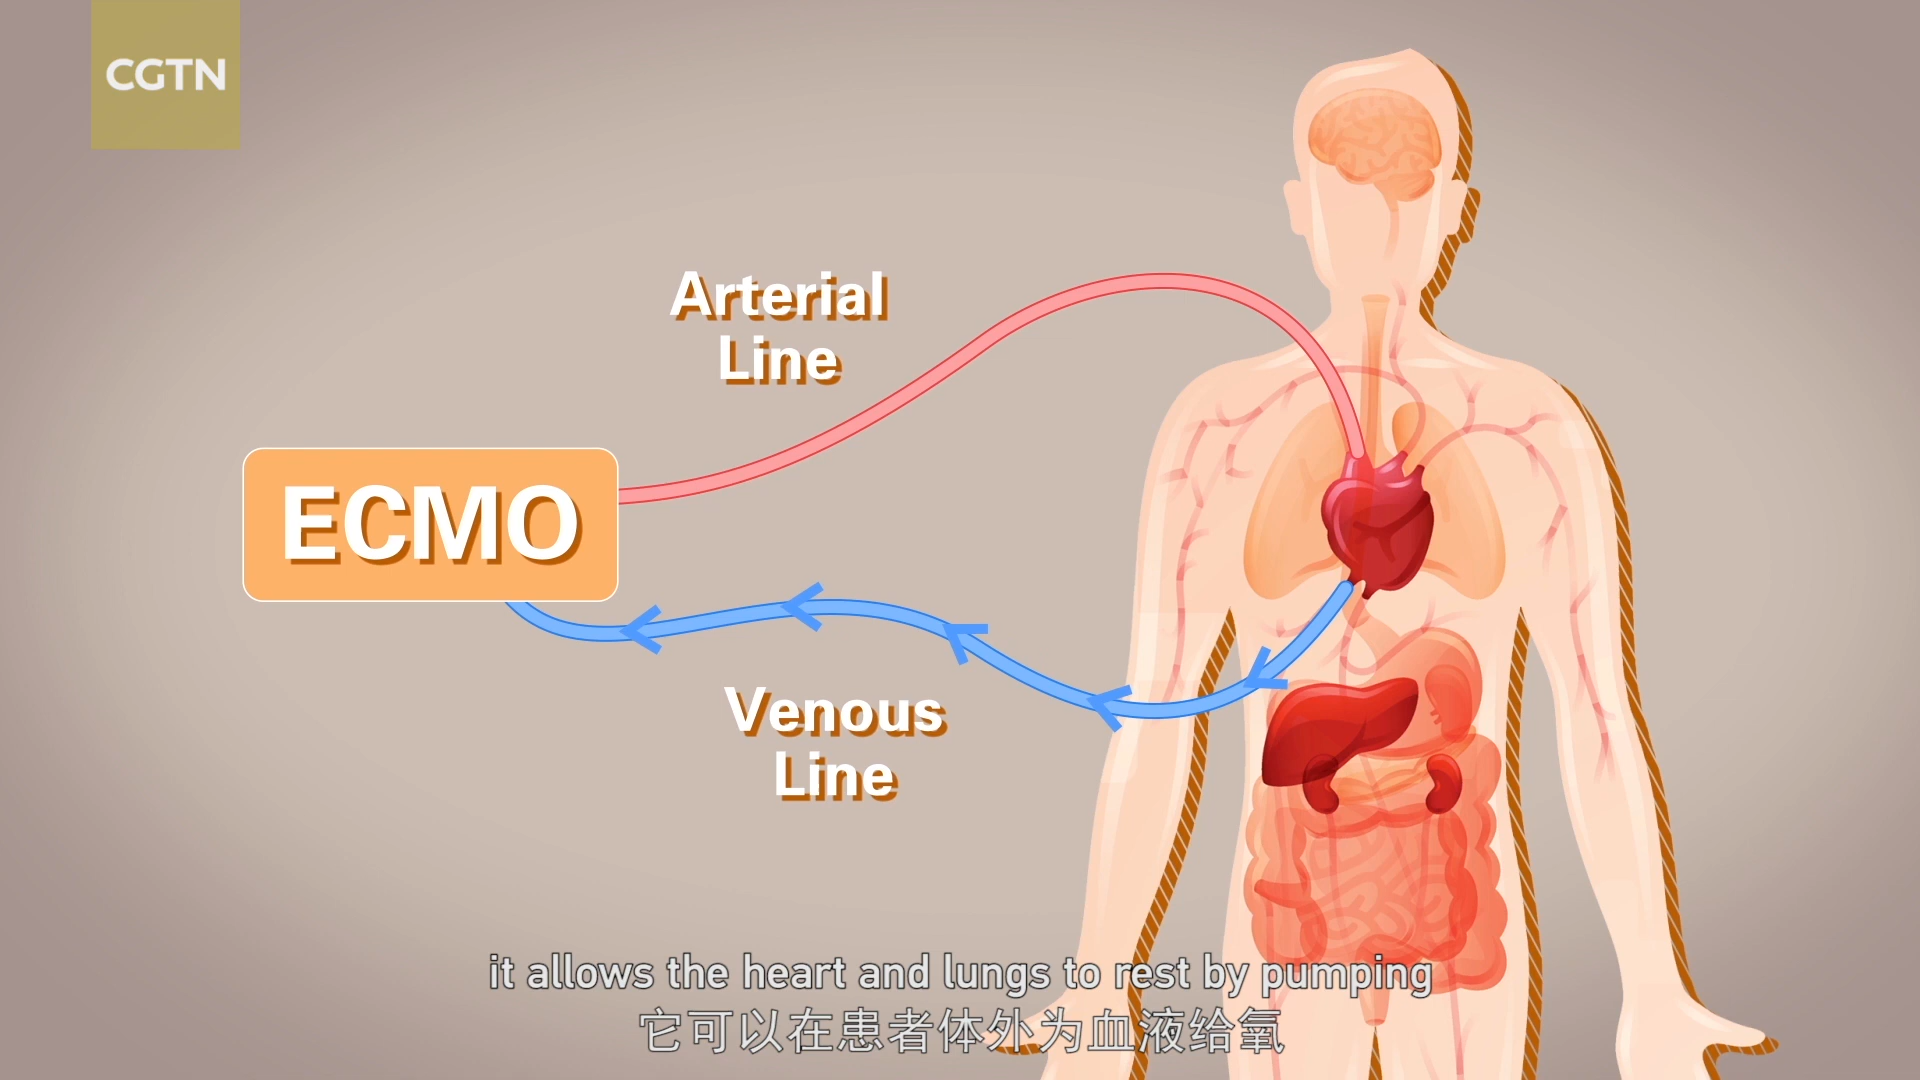 CGTN
Arterial
Line
ECMO
Venous
Line
it allows the heart and lungs to rest by pumping
它可以在患者体外为血液给氧